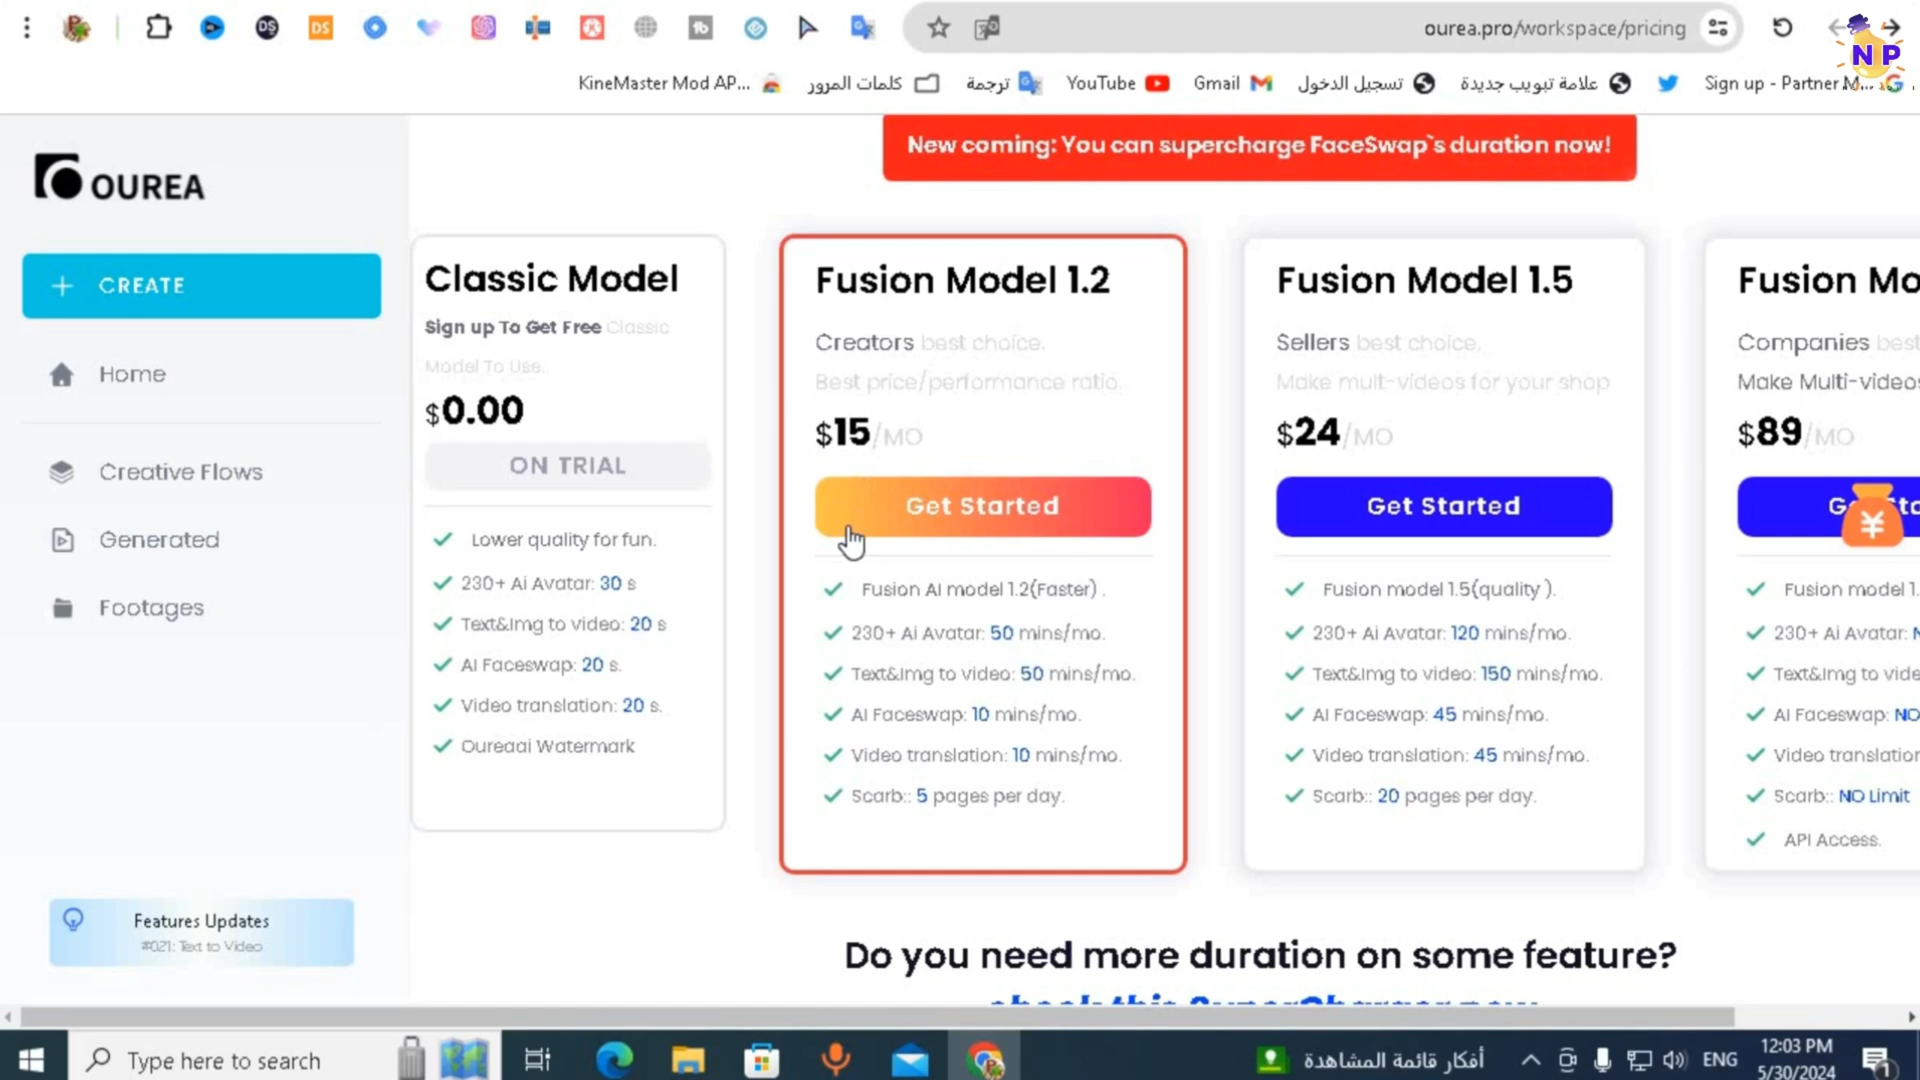 ourea.pro/workspace/pricing
NP
KineMaster Mod AP...
كلمات المرور
ترجمة
YouTube
Gmail
تسجيل الدخول
علامة تبويب جديدة
Sign up - Partner
OUREA
CREATE
Home
Creative Flows
Generated
Footages
Features Updates
#021: Text to Video
New coming: You can supercharge FaceSwap`s duration now!
Classic Model
Sign up To Get Free Classic
Model To Use.
$0.00
ON TRIAL
Lower quality for fun.
230+ Ai Avatar: 30 s
Text&Img to video: 20 s
AI Faceswap: 20 s.
Video translation: 20 s.
Oureaai Watermark
Fusion Model 1.2
Creators best choice.
Best price/performance ratio.
$15/MO
Get Started
Fusion AI model 1.2(Faster) .
230+ Ai Avatar: 50 mins/mo.
Text&Img to video: 50 mins/mo.
AI Faceswap: 10 mins/mo.
Video translation: 10 mins/mo.
Scarb:: 5 pages per day.
Fusion Model 1.5
Sellers best choice.
Make mult-videos for your shop
$24/MO
Get Started
Fusion model 1.5(quality ).
230+ Ai Avatar: 120 mins/mo.
Text&Img to video: 150 mins/mo.
AI Faceswap: 45 mins/mo.
Video translation: 45 mins/mo.
Scarb:: 20 pages per day.
Fusion Mo
Companies best
Make Multi-videos
$89/MO
Fusion model 1.
230+ Ai Avatar: N
Text&Img to vide
AI Faceswap: NO
Video translation
Scarb:: NO Limit
API Access.
Do you need more duration on some feature?
Type here to search
أفكار قائمة المشاهدة
ENG
12:03 PM
5/30/2024
1